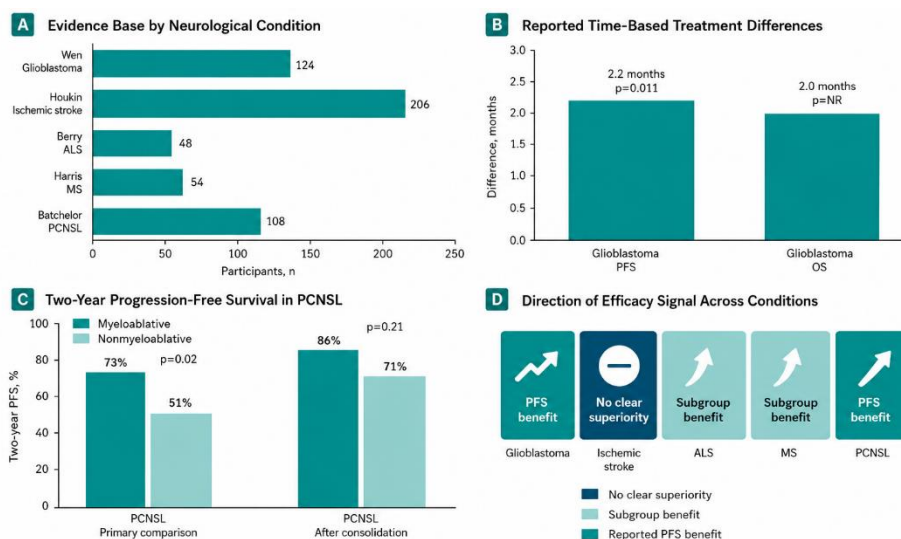 A Evidence Base by Neurological Condition
Wen
Glioblastoma
124
Houkin
Ischemic stroke
206
Berry
ALS
48
Harris
MS
54
Batchelor
PCNSL
108
0 50 100 150 200 250
Participants, n
B Reported Time-Based Treatment Differences
Difference, months
3.0
2.5
2.0
1.5
1.0
0.5
0.0
2.2 months
p=0.011
2.0 months
p=NR
Glioblastoma
PFS
Glioblastoma
OS
C Two-Year Progression-Free Survival in PCNSL
Myeloablative
Nonmyeloablative
Two-year PFS, %
100
80
60
40
20
0
73%
p=0.02
51%
86%
p=0.21
71%
PCNSL
Primary comparison
PCNSL
After consolidation
D Direction of Efficacy Signal Across Conditions
PFS
benefit
No clear
superiority
Subgroup
benefit
Subgroup
benefit
PFS
benefit
Glioblastoma
Ischemic
stroke
ALS
MS
PCNSL
No clear superiority
Subgroup benefit
Reported PFS benefit